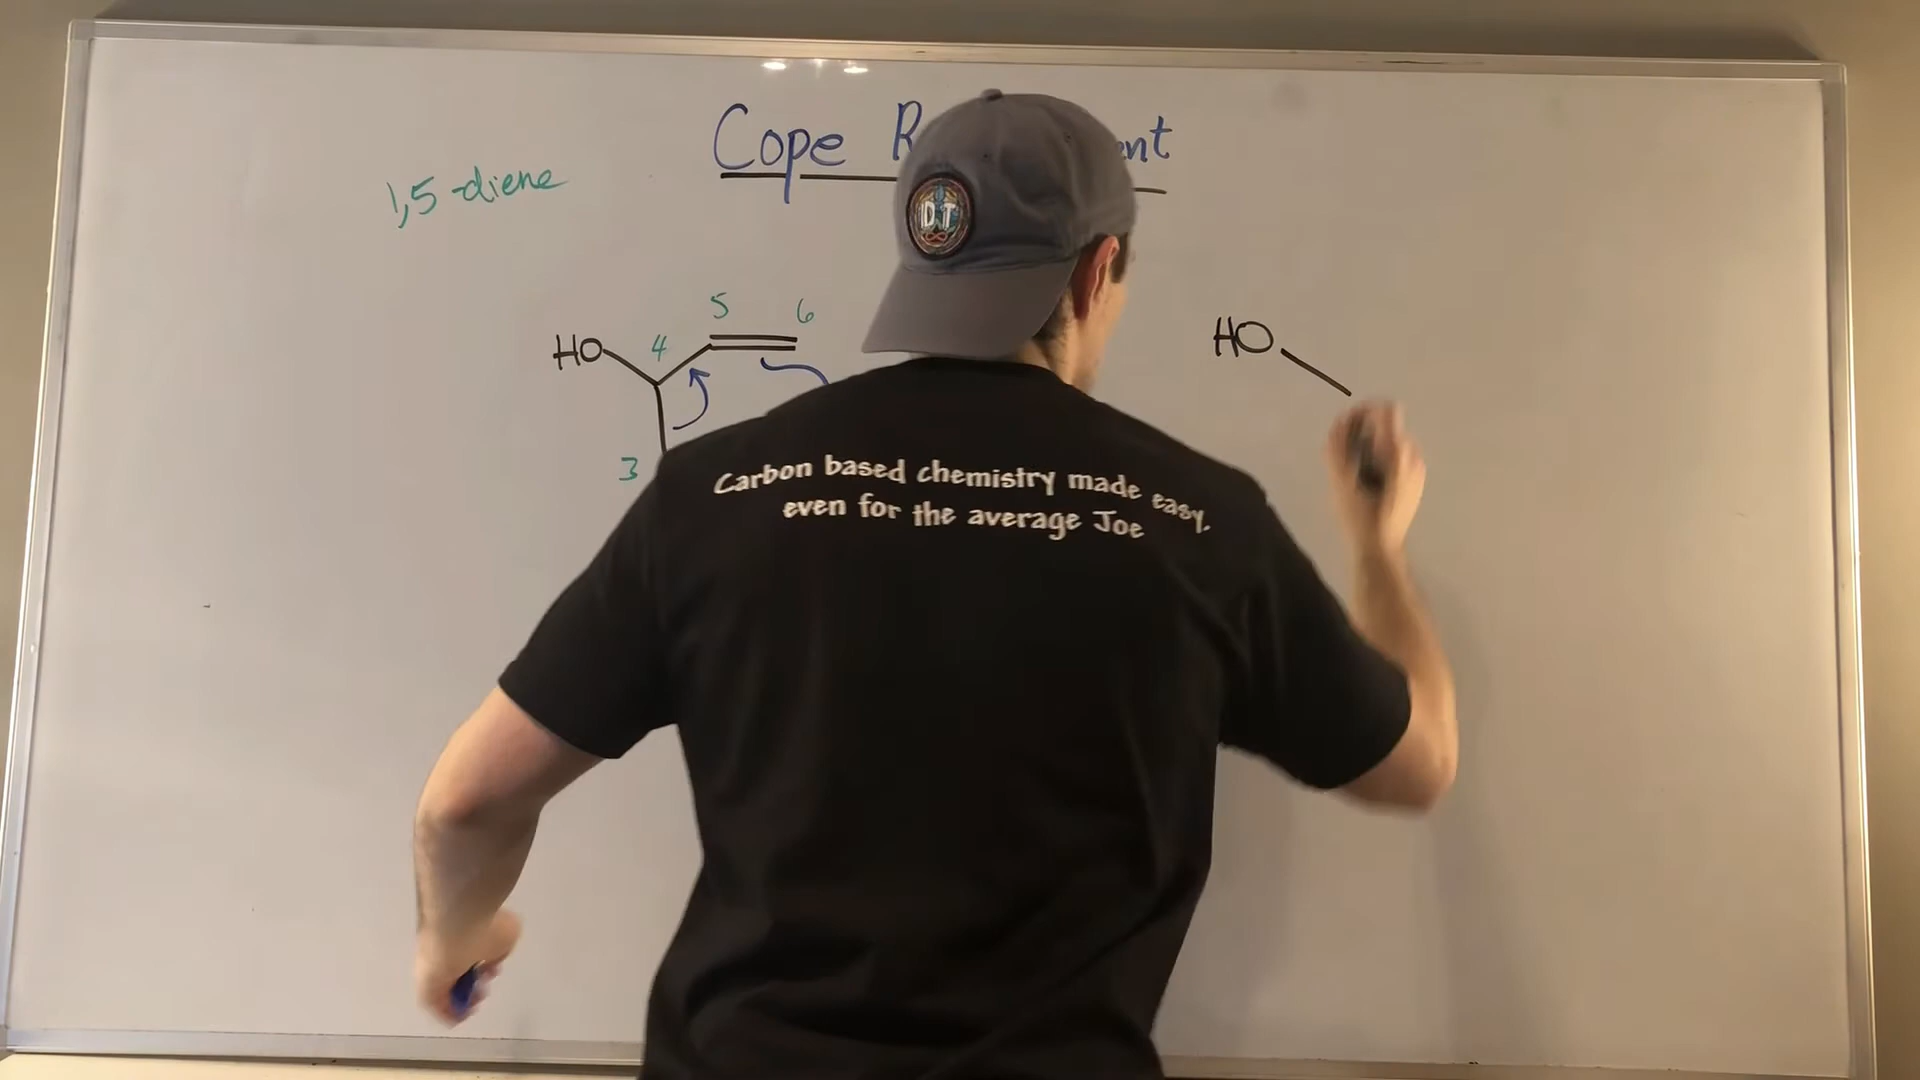 Cope R ent
1,5-diene
5 6
HO 4
3
HO
IDT
Carbon based chemistry made easy,
even for the average Joe